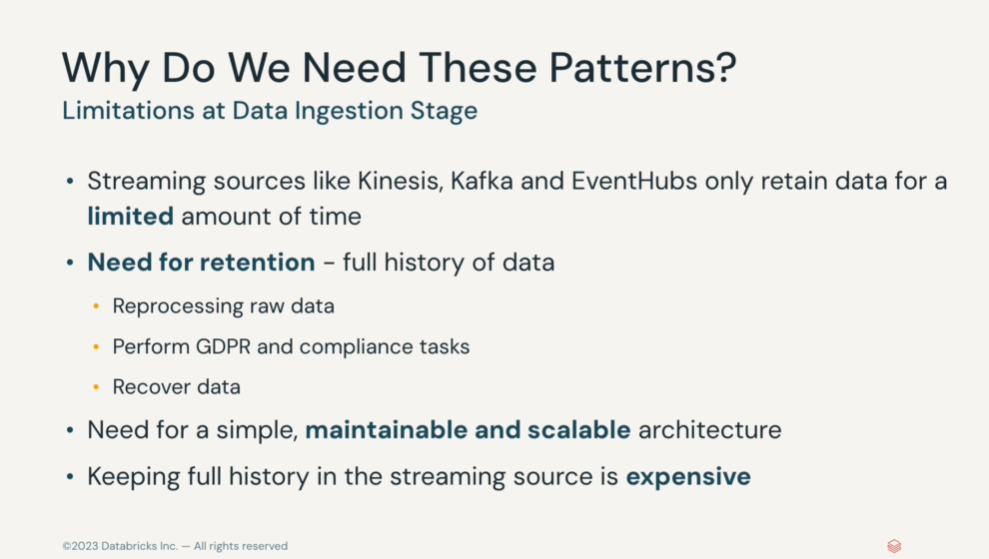 Why Do We Need These Patterns?
Limitations at Data Ingestion Stage
• Streaming sources like Kinesis, Kafka and EventHubs only retain data for a
limited amount of time
• Need for retention – full history of data
• Reprocessing raw data
• Perform GDPR and compliance tasks
• Recover data
• Need for a simple, maintainable and scalable architecture
• Keeping full history in the streaming source is expensive
©2023 Databricks Inc. — All rights reserved